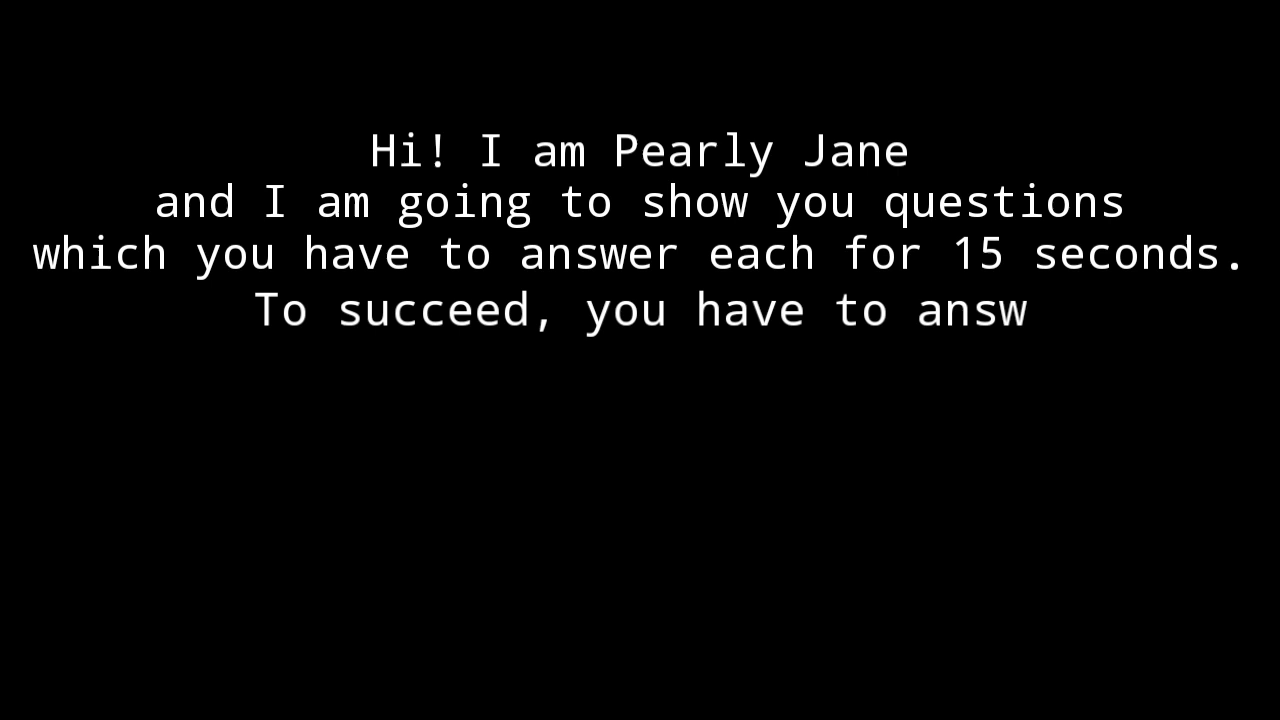 Hi! I am Pearly Jane
and I am going to show you questions
which you have to answer each for 15 seconds.
To succeed, you have to answ